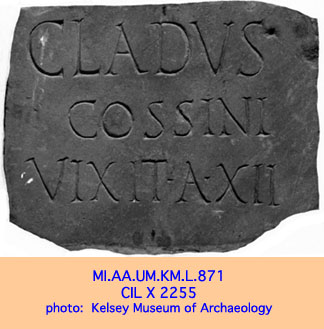 CLADVS
COSSINI
VIXIT·A·XII
MI.AA.UM.KM.L.871
CIL X 2255
photo: Kelsey Museum of Archaeology